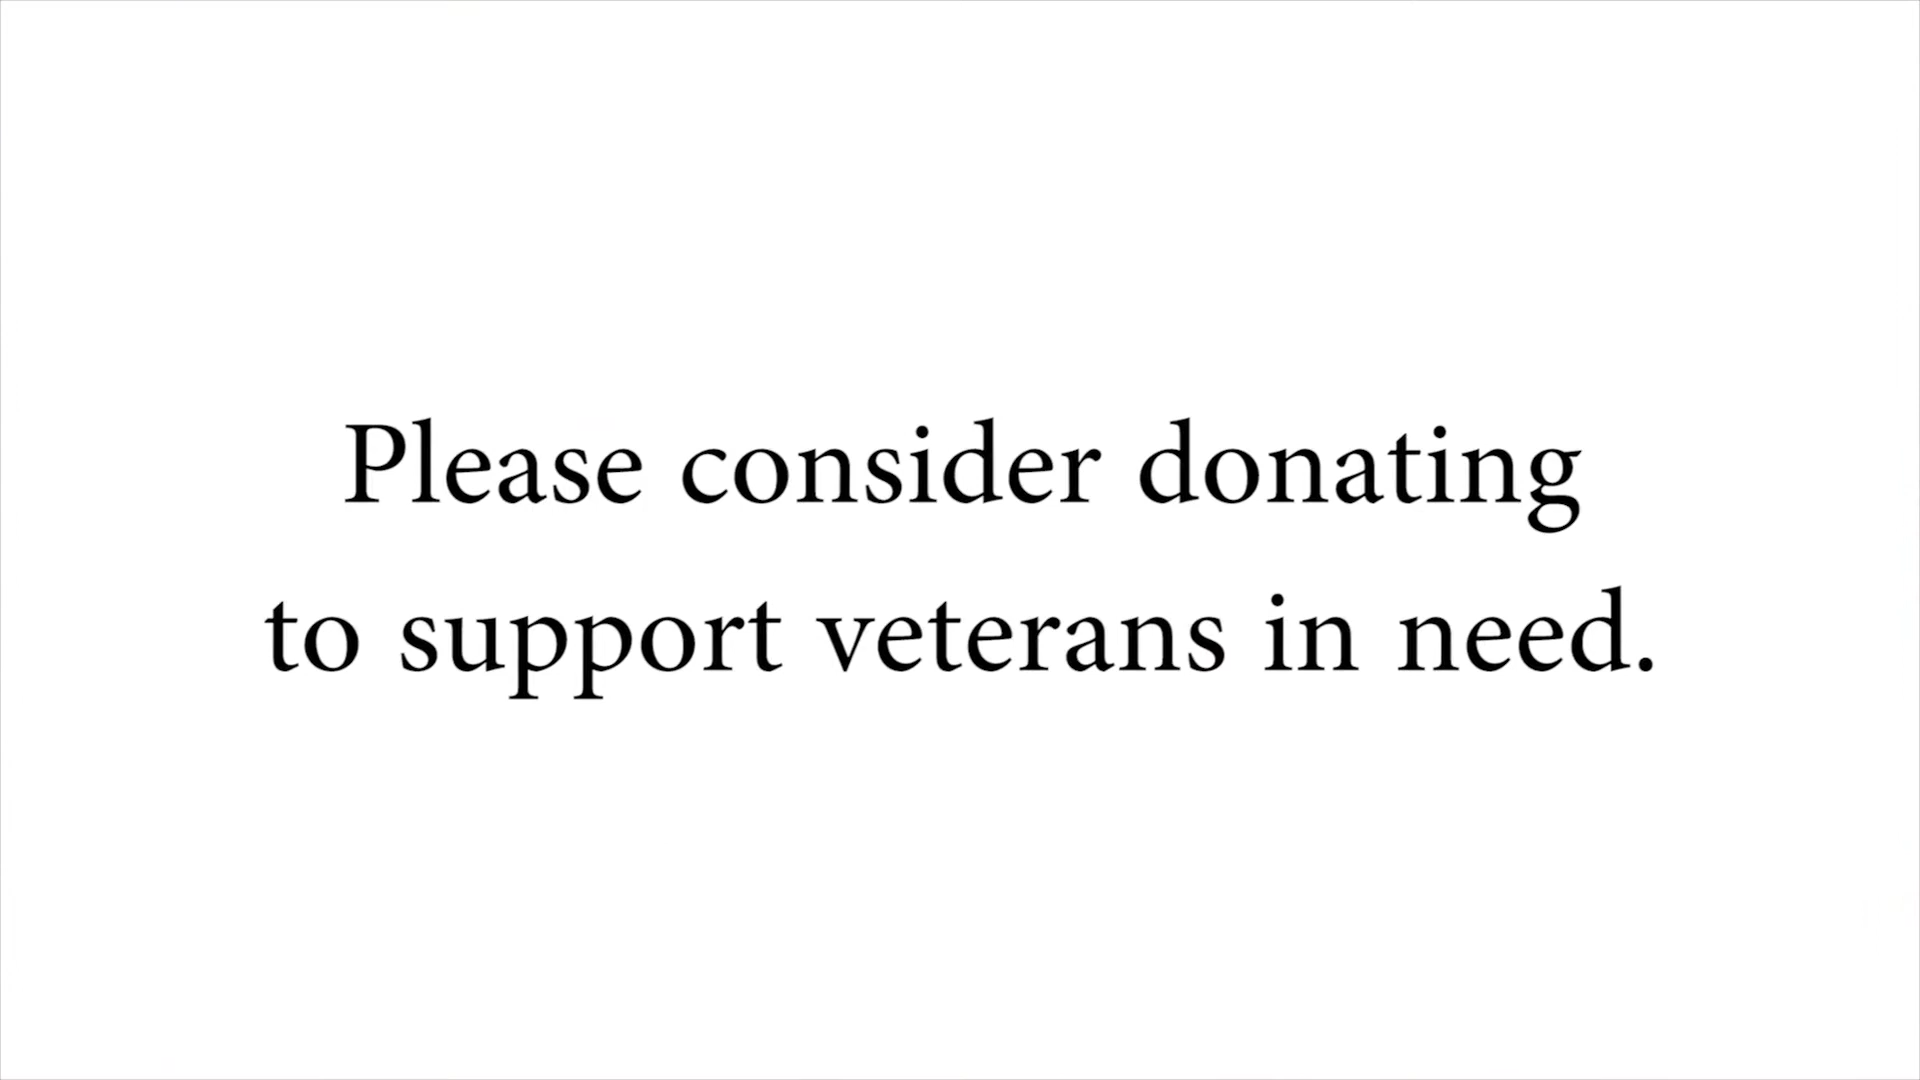 Please consider donating
to support veterans in need.